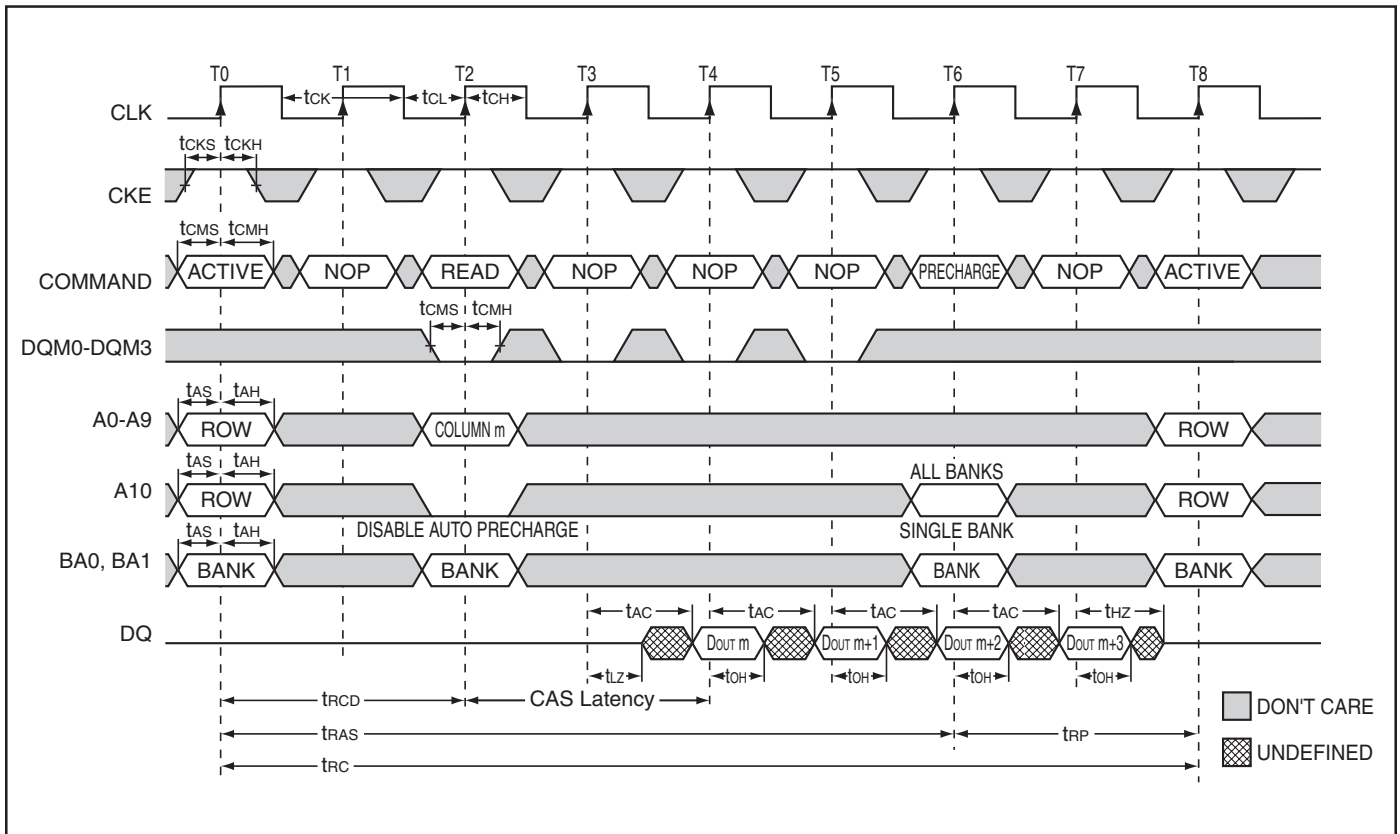 T0 T1 T2 T3 T4 T5 T6 T7 T8
tCK tCL tCH
CLK
tCKS tCKH
CKE
tCMS tCMH
COMMAND ACTIVE NOP READ NOP NOP NOP PRECHARGE NOP ACTIVE
tCMS tCMH
DQM0-DQM3
tAS tAH
A0-A9 ROW COLUMN m ROW
tAS tAH ALL BANKS
A10 ROW ROW
DISABLE AUTO PRECHARGE SINGLE BANK
tAS tAH
BA0, BA1 BANK BANK BANK BANK
tAC tAC tAC tAC tHZ
DQ DOUT m DOUT m+1 DOUT m+2 DOUT m+3
tLZ tOH tOH tOH tOH
tRCD CAS Latency
DON'T CARE
tRAS tRP
UNDEFINED
tRC